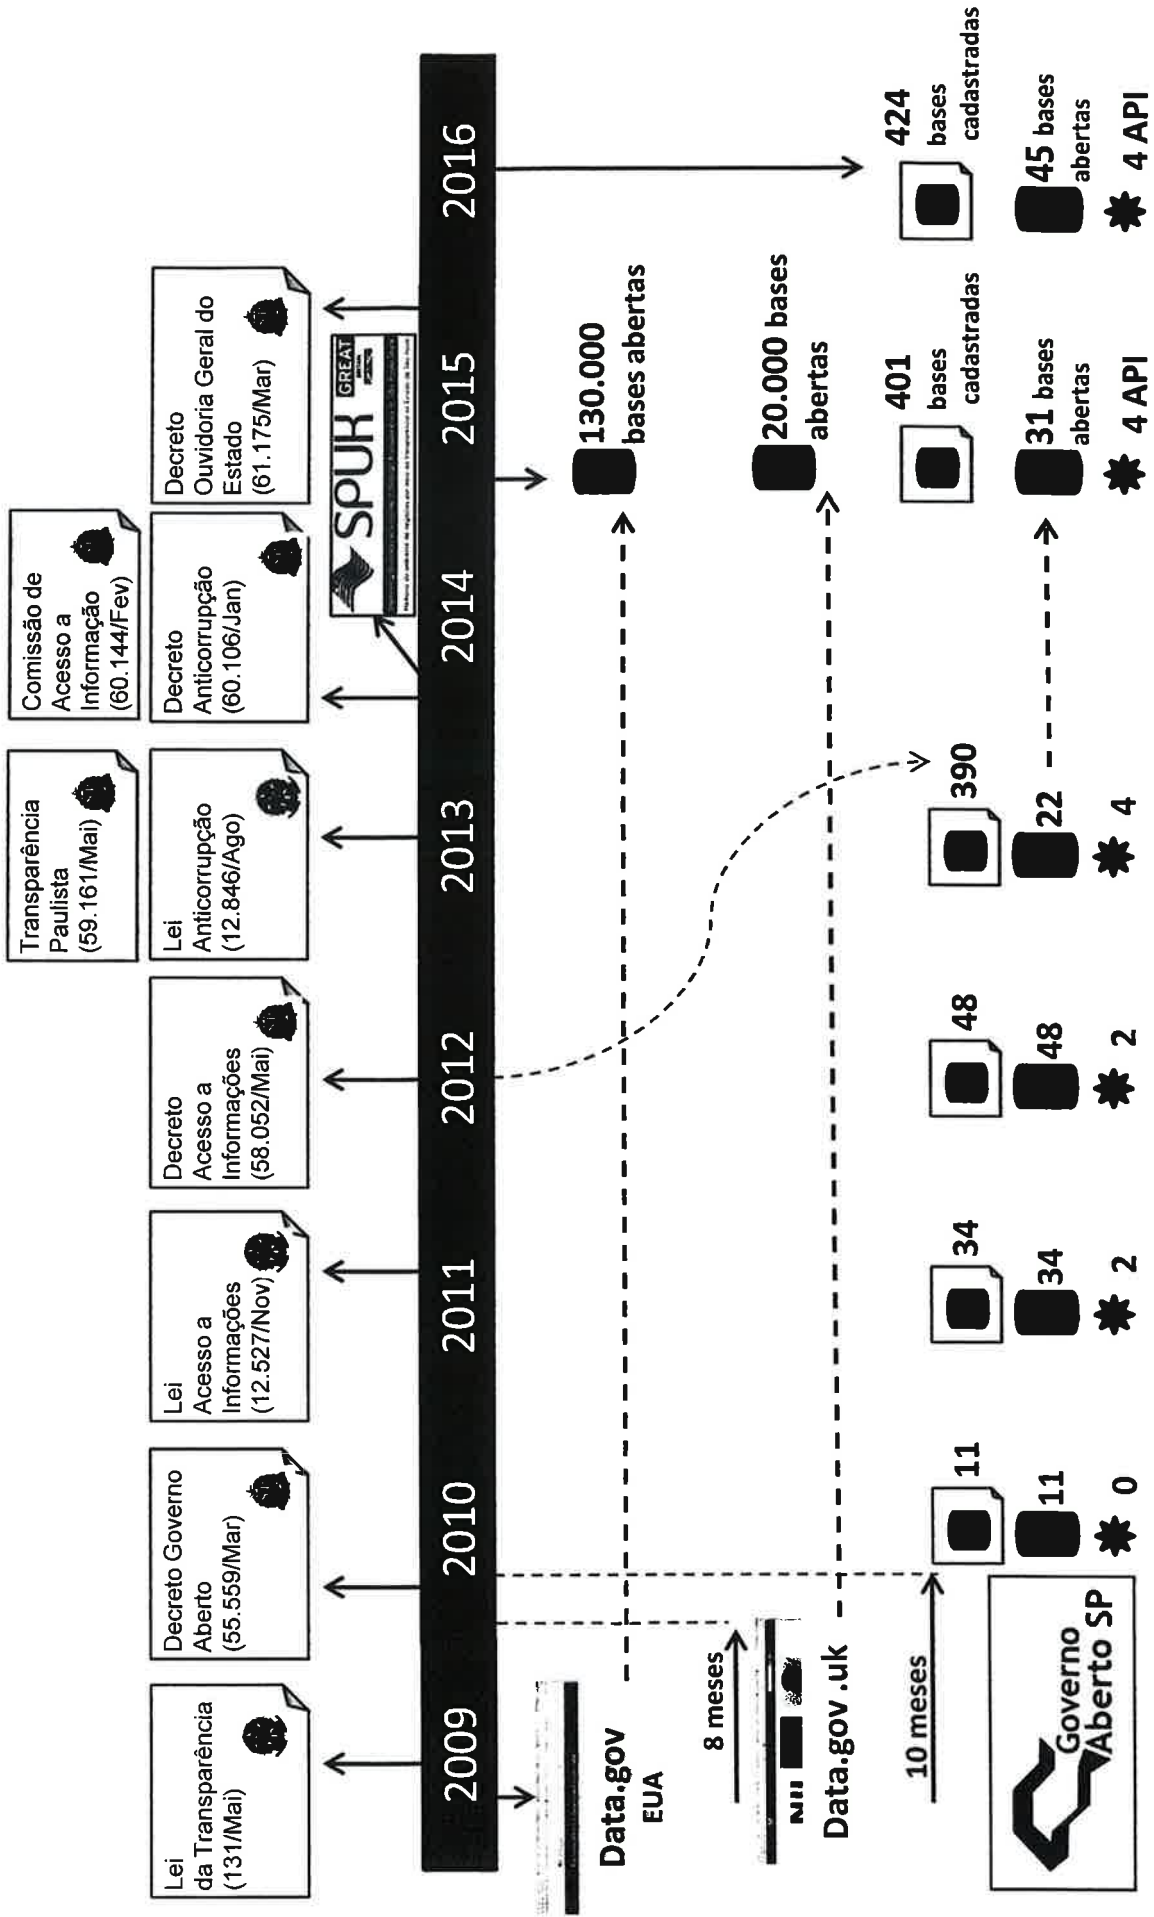 Lei
da Transparência
(131/Mai)
Decreto Governo
Aberto
(55.559/Mar)
Lei
Acesso a
Informações
(12.527/Nov)
Decreto
Acesso a
Informações
(58.052/Mai)
Transparência
Paulista
(59.161/Mai)
Lei
Anticorrupção
(12.846/Ago)
Comissão de
Acesso a
Informação
(60.144/Fev)
Decreto
Anticorrupção
(60.106/Jan)
Decreto
Ouvidoria Geral do
Estado
(61.175/Mar)
SPUK
GREAT
2009
2010
2011
2012
2013
2014
2015
2016
Data.gov
EUA
130.000
bases abertas
8 meses
Data.gov.uk
20.000 bases
abertas
10 meses
Governo
Aberto SP
11
11
0
34
34
2
48
48
2
390
22
4
401
bases
cadastradas
31 bases
abertas
4 API
424
bases
cadastradas
45 bases
abertas
4 API